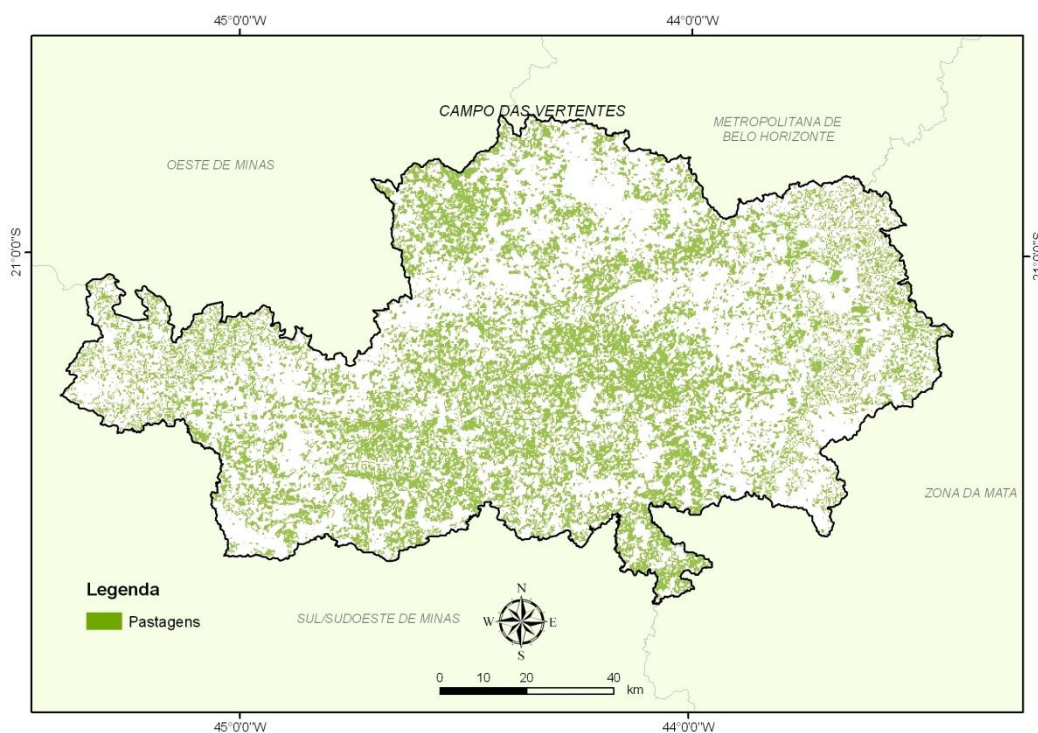 45°0'0"W
44°0'0"W
CAMPO DAS VERTENTES
METROPOLITANA DE
BELO HORIZONTE
OESTE DE MINAS
21°0'0"S
21°0'0"S
ZONA DA MATA
Legenda
Pastagens
SUL/SUDOESTE DE MINAS
N
W
E
S
0 10 20 40
km
45°0'0"W
44°0'0"W